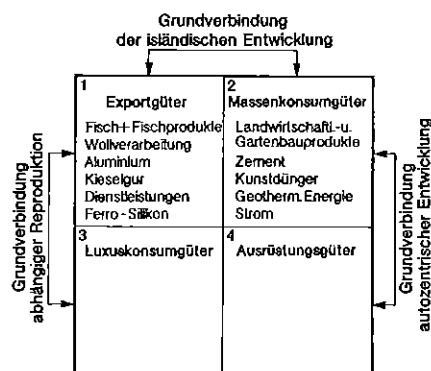 Grundverbindung
der isländischen Entwicklung
1
Exportgüter
Fisch+Fischprodukte
Wollverarbeitung
Aluminium
Kieselgur
Dienstleistungen
Ferro-Silikon
2
Massenkonsumgüter
Landwirtschaftl.-u.
Gartenbauprodukte
Zement
Kunstdünger
Geotherm. Energie
Strom
3
Luxuskonsumgüter
4
Ausrüstungsgüter
Grundverbindung
abhängiger Reproduktion
Grundverbindung
autozentrischer Entwicklung